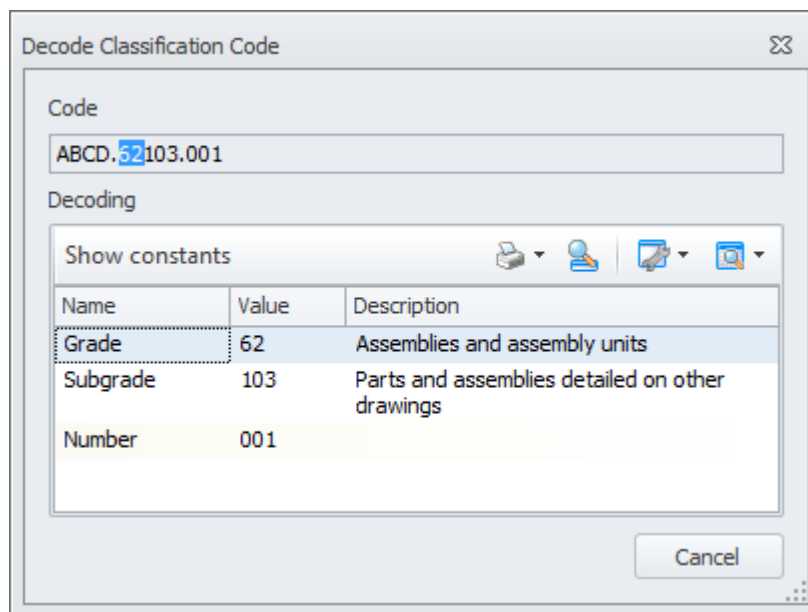 Decode Classification Code
Code
ABCD.62103.001
Decoding
Show constants
Name Value Description
Grade 62 Assemblies and assembly units
Subgrade 103 Parts and assemblies detailed on other
drawings
Number 001
Cancel